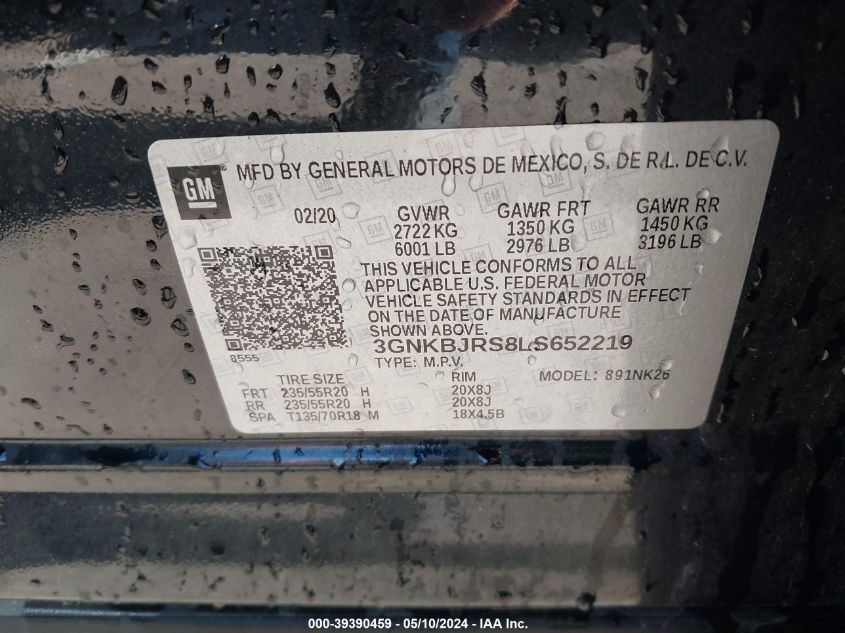 GM
MFD BY GENERAL MOTORS DE MEXICO, S. DE R.L. DE C.V.
02/20 GVWR GAWR FRT GAWR RR
2722 KG 1350 KG 1450 KG
6001 LB 2976 LB 3196 LB
THIS VEHICLE CONFORMS TO ALL
APPLICABLE U.S. FEDERAL MOTOR
VEHICLE SAFETY STANDARDS IN EFFECT
ON THE DATE OF MANUFACTURE
SHOWN ABOVE.
8555 3GNKBJRS8LS652219
TYPE: M.P.V.
TIRE SIZE RIM MODEL: 891NK26
FRT 235/55R20 H 20X8J
RR 235/55R20 H 20X8J
SPA T135/70R18 M 18X4.5B
000-39390459 - 05/10/2024 - IAA Inc.